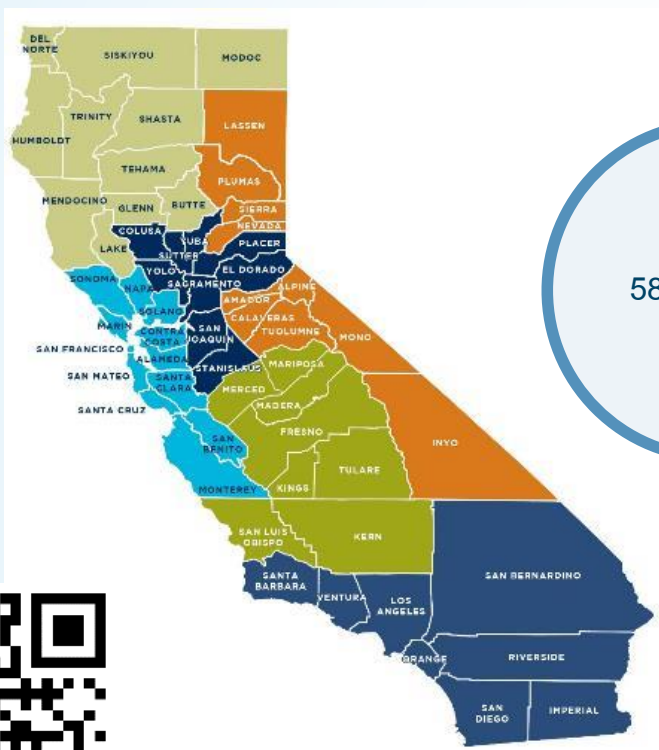 DEL
NORTE
SISKIYOU
MODOC
TRINITY
SHASTA
LASSEN
HUMBOLDT
TEHAMA
PLUMAS
MENDOCINO
GLENN
BUTTE
SIERRA
NEVADA
COLUSA
YUBA
PLACER
LAKE
SUTTER
SONOMA
NAPA
YOLO
EL DORADO
SACRAMENTO
ALPINE
AMADOR
SOLANO
CALAVERAS
MARIN
CONTRA
COSTA
SAN
JOAQUIN
TUOLUMNE
MONO
SAN FRANCISCO
ALAMEDA
STANISLAUS
MARIPOSA
SAN MATEO
SANTA
CLARA
MERCED
SANTA CRUZ
MADERA
FRESNO
SAN
BENITO
INYO
TULARE
MONTEREY
KINGS
SAN LUIS
OBISPO
KERN
SANTA
BARBARA
VENTURA
LOS
ANGELES
SAN BERNARDINO
ORANGE
RIVERSIDE
SAN
DIEGO
IMPERIAL
58